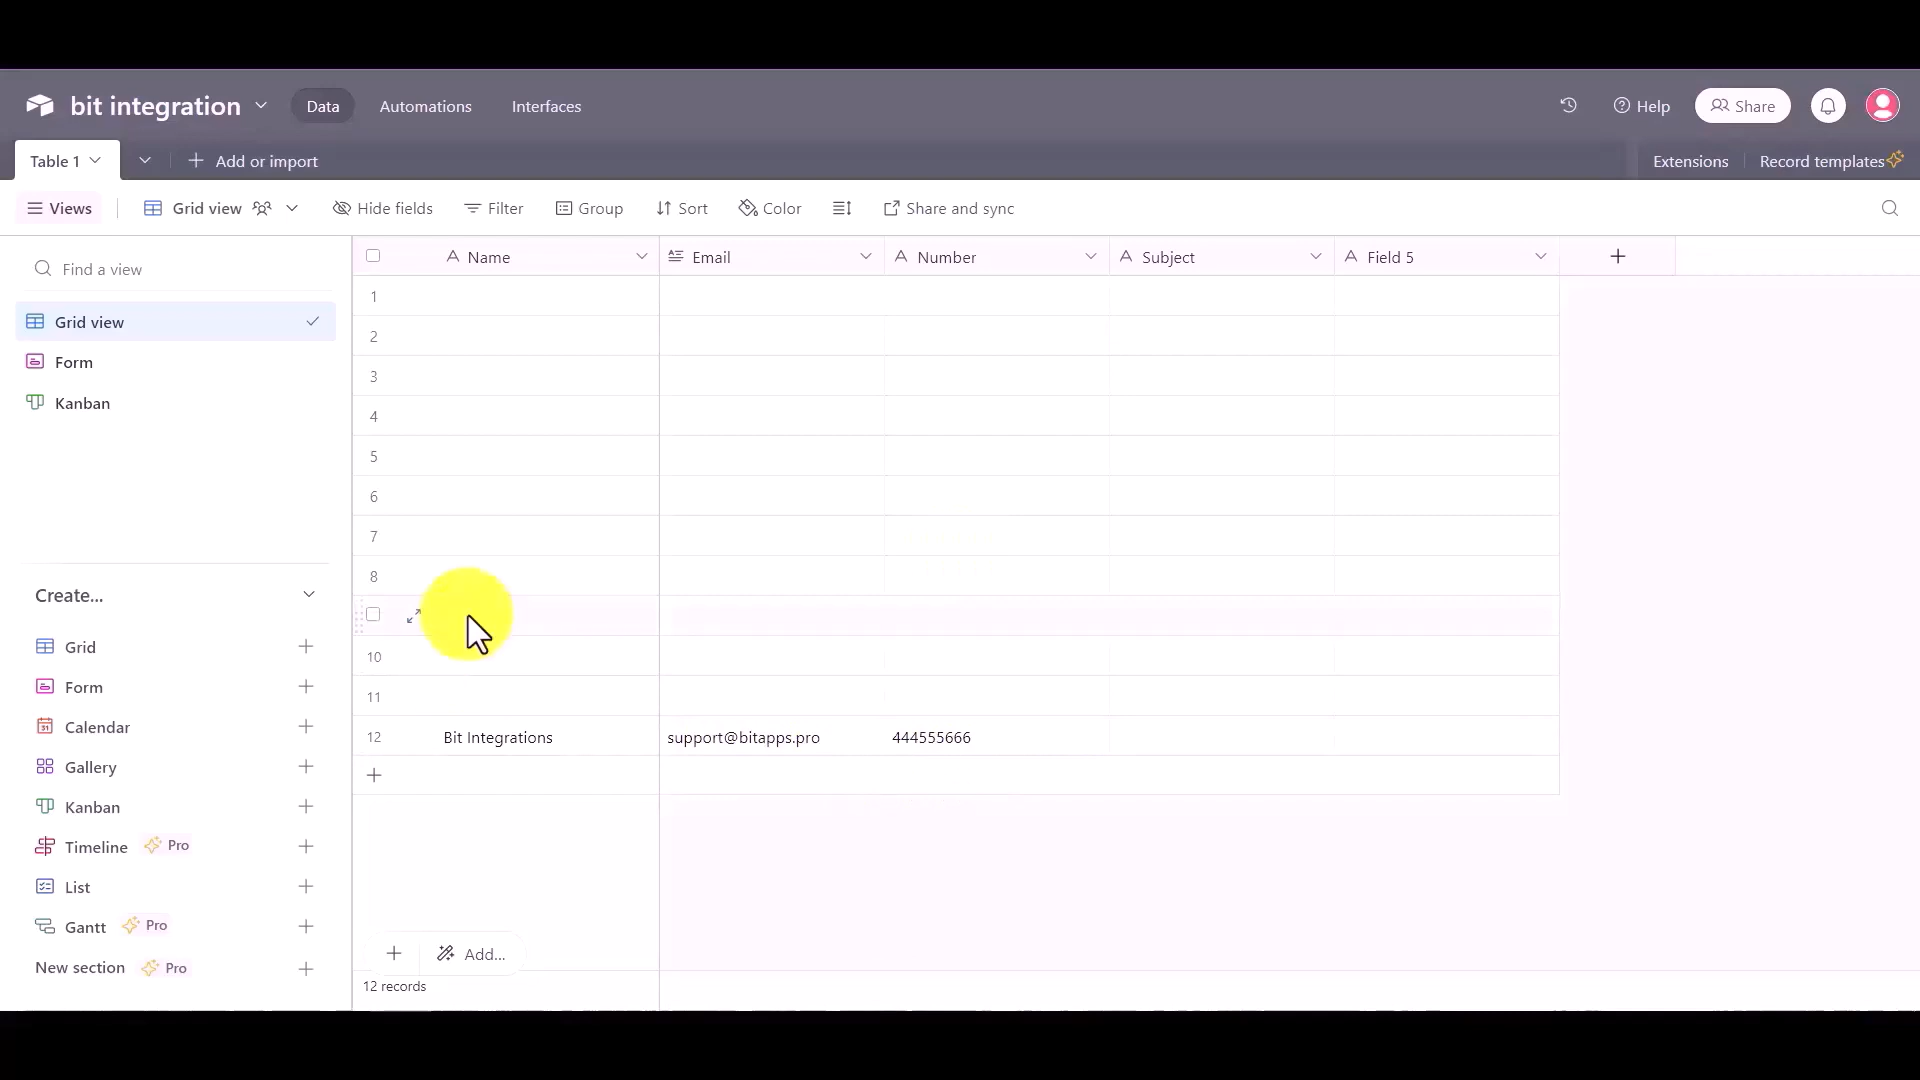 bit integration Data Automations Interfaces Help Share
Table 1 Add or import Extensions Record templates
Views Grid view Hide fields Filter Group Sort Color Share and sync
Find a view
Grid view
Form
Kanban
Create...
Grid
Form
31 Calendar
Gallery
Kanban
Timeline Pro
List
Gantt Pro
New section Pro
A Name Email A Number A Subject A Field 5
1
2
3
4
5
6
7
8
10
11
12 Bit Integrations support@bitapps.pro 444555666
Add...
12 records